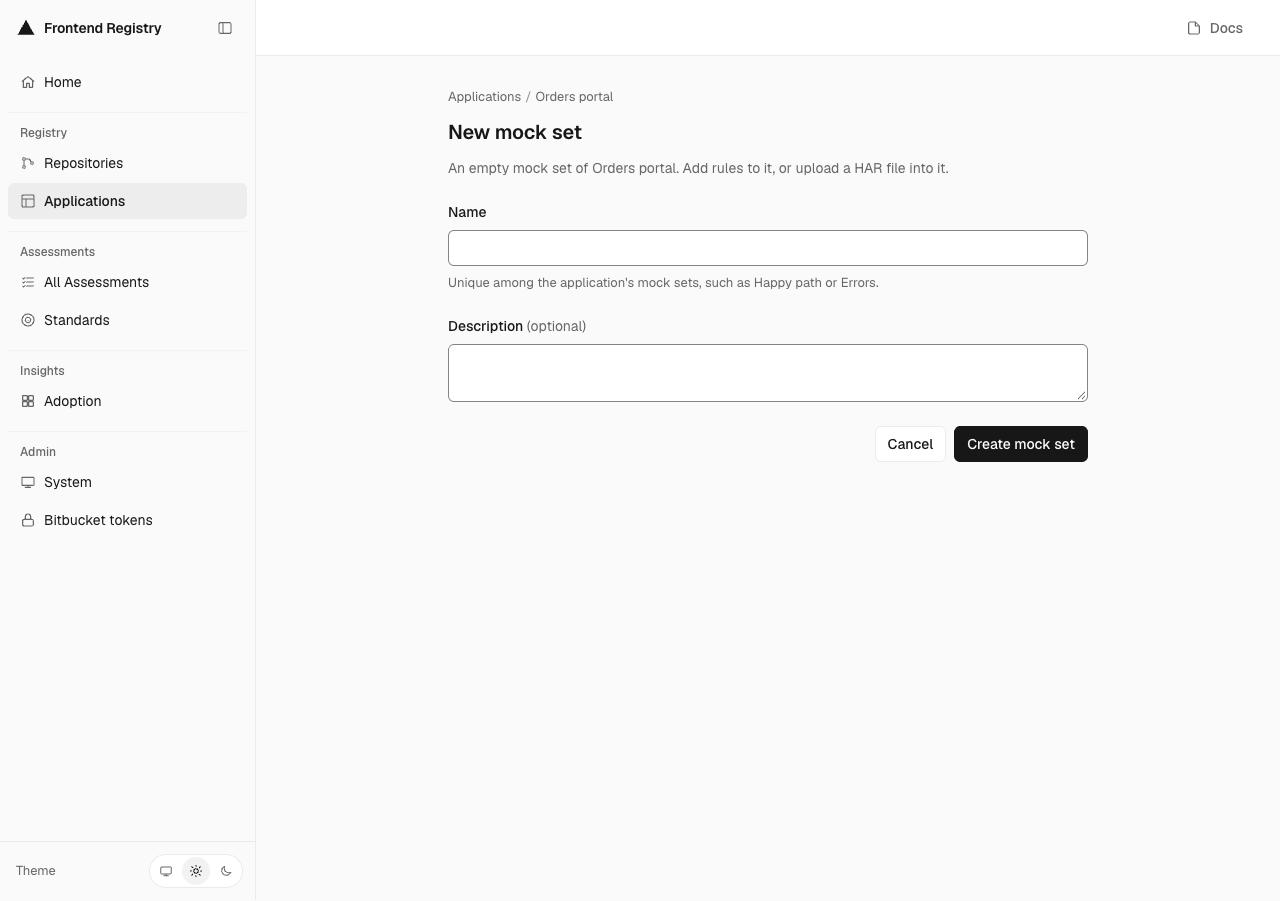 Frontend Registry
Docs
Home
Registry
Repositories
Applications
Assessments
All Assessments
Standards
Insights
Adoption
Admin
System
Bitbucket tokens
Theme
Applications / Orders portal
New mock set
An empty mock set of Orders portal. Add rules to it, or upload a HAR file into it.
Name
Unique among the application's mock sets, such as Happy path or Errors.
Description (optional)
Cancel
Create mock set